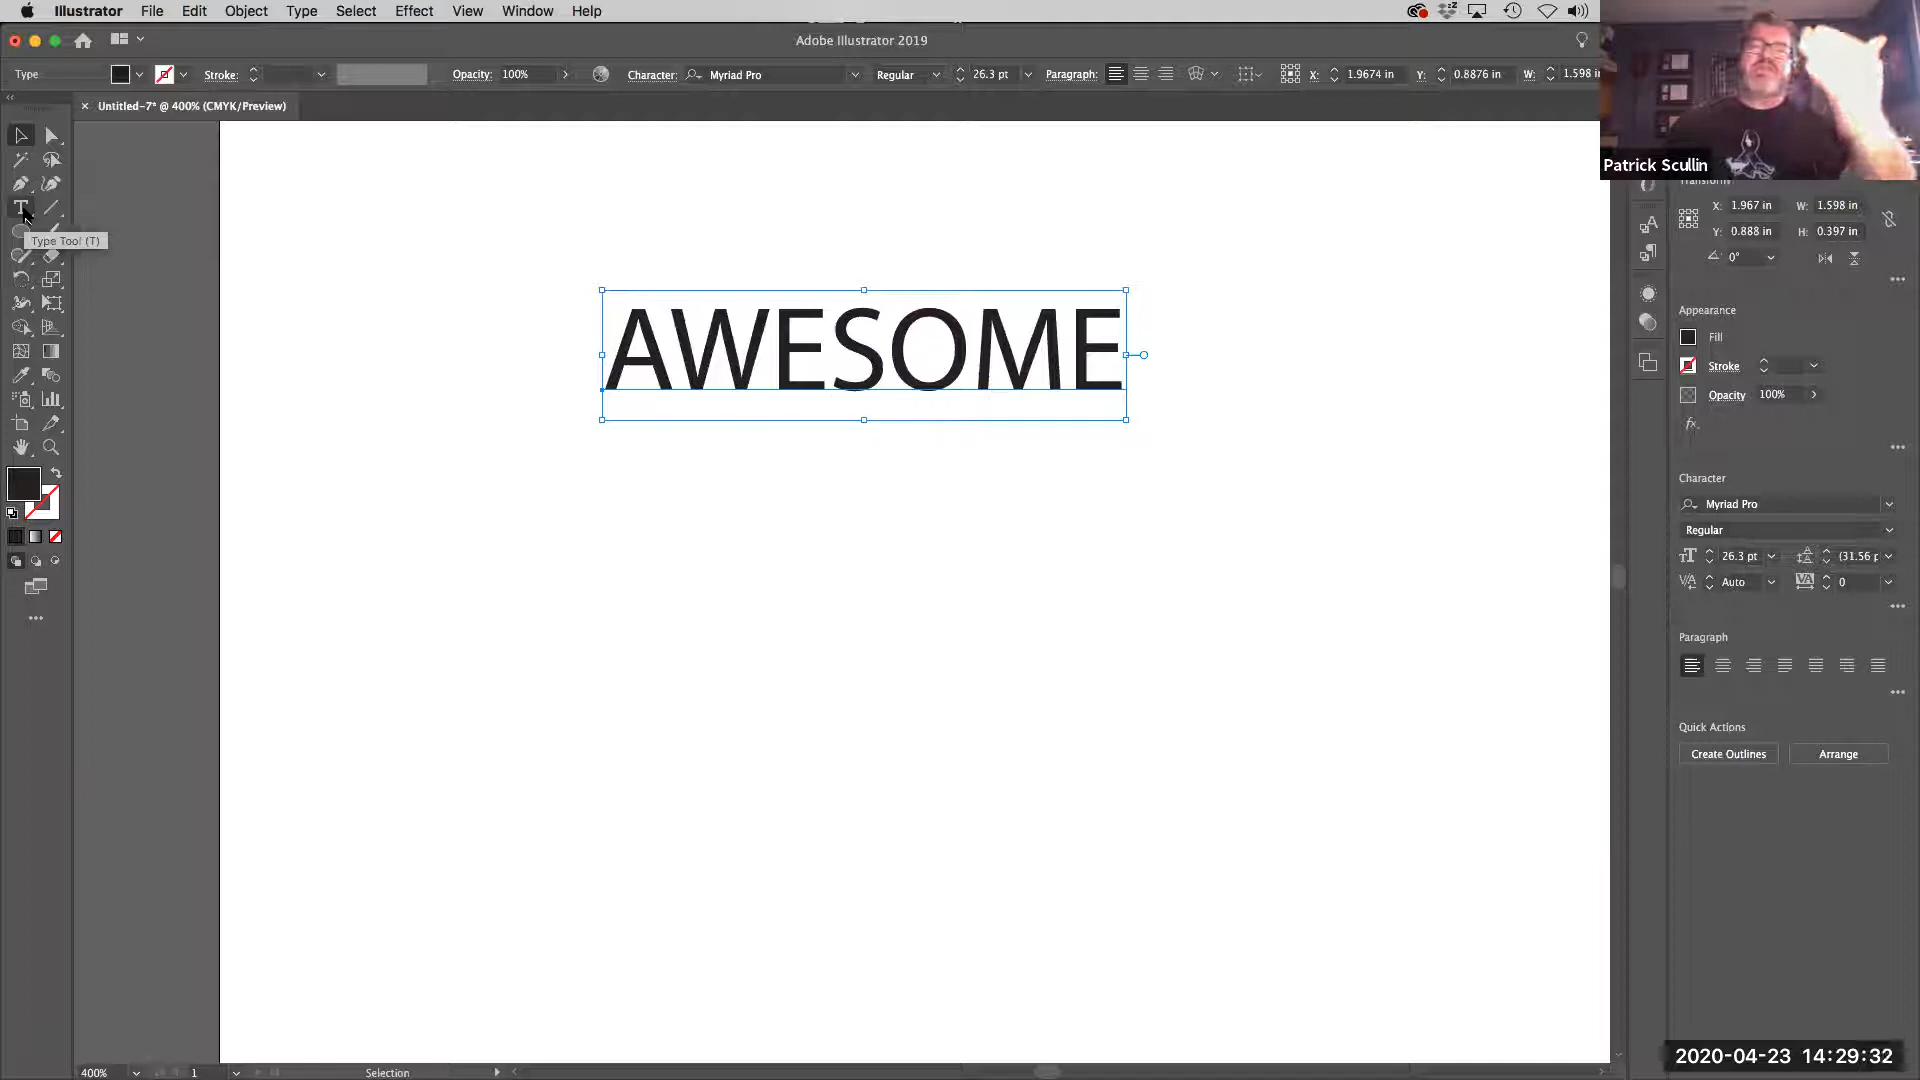 Illustrator File Edit Object Type Select Effect View Window Help
Adobe Illustrator 2019
Type Stroke: Opacity: 100% Character: Myriad Pro Regular 26.3 pt Paragraph: X: 1.9674 in Y: 0.8876 in W: 1.598 i
× Untitled-7* @ 400% (CMYK/Preview)
Patrick Scullin
Transform
X: 1.967 in W: 1.598 in
Type Tool (T)
Y: 0.888 in H: 0.397 in
0°
Appearance
Fill
AWESOME
Stroke
Opacity 100%
fx.
Character
Myriad Pro
Regular
26.3 pt (31.56 p
Auto 0
Paragraph
Quick Actions
Create Outlines Arrange
2020-04-23 14:29:32
400% 1 Selection